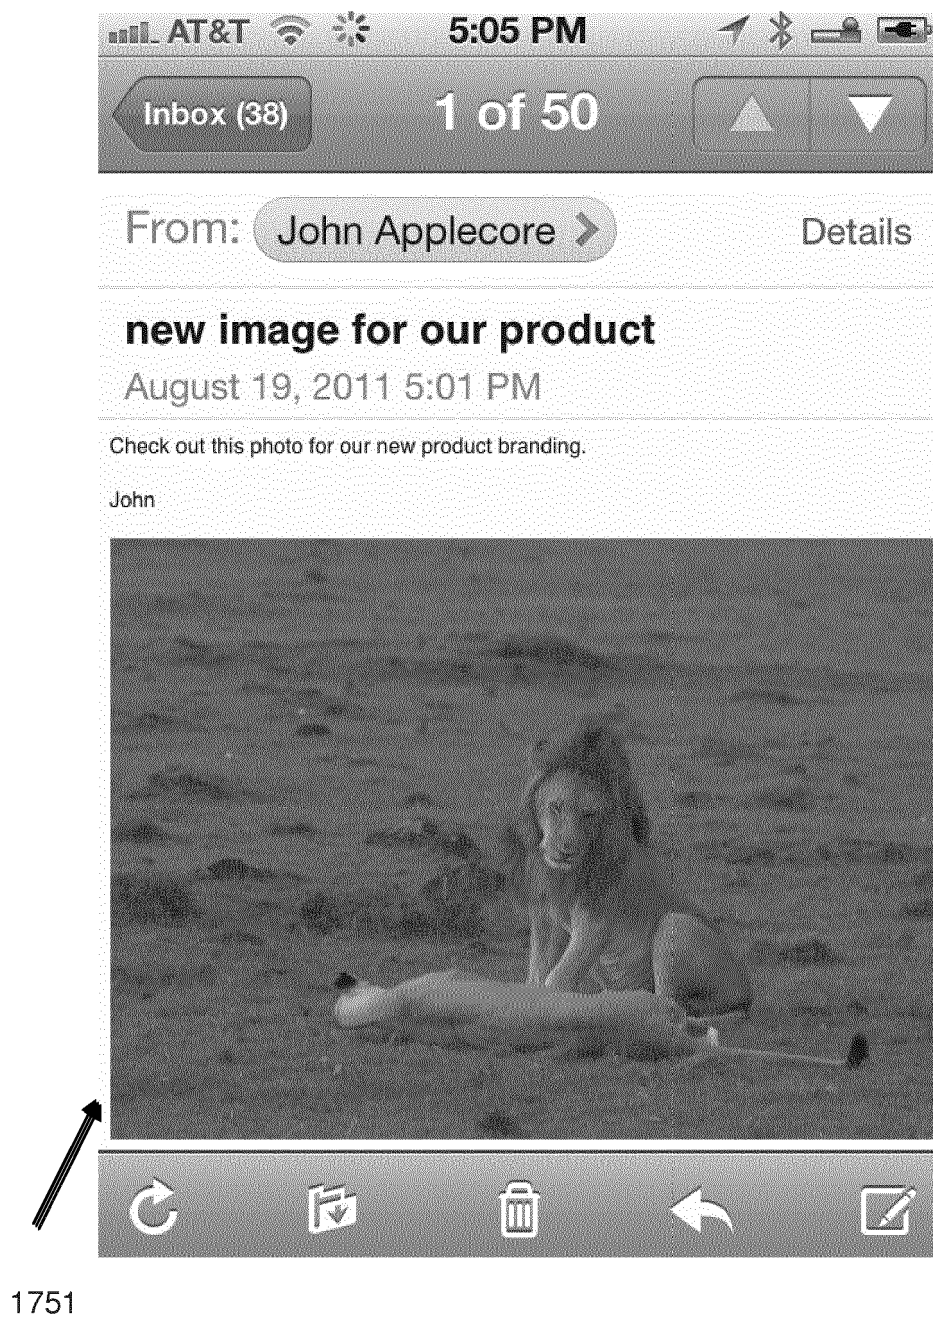 AT&T 5:05 PM
Inbox (38) 1 of 50
From: John Applecore Details
new image for our product
August 19, 2011 5:01 PM
Check out this photo for our new product branding.
John
1751